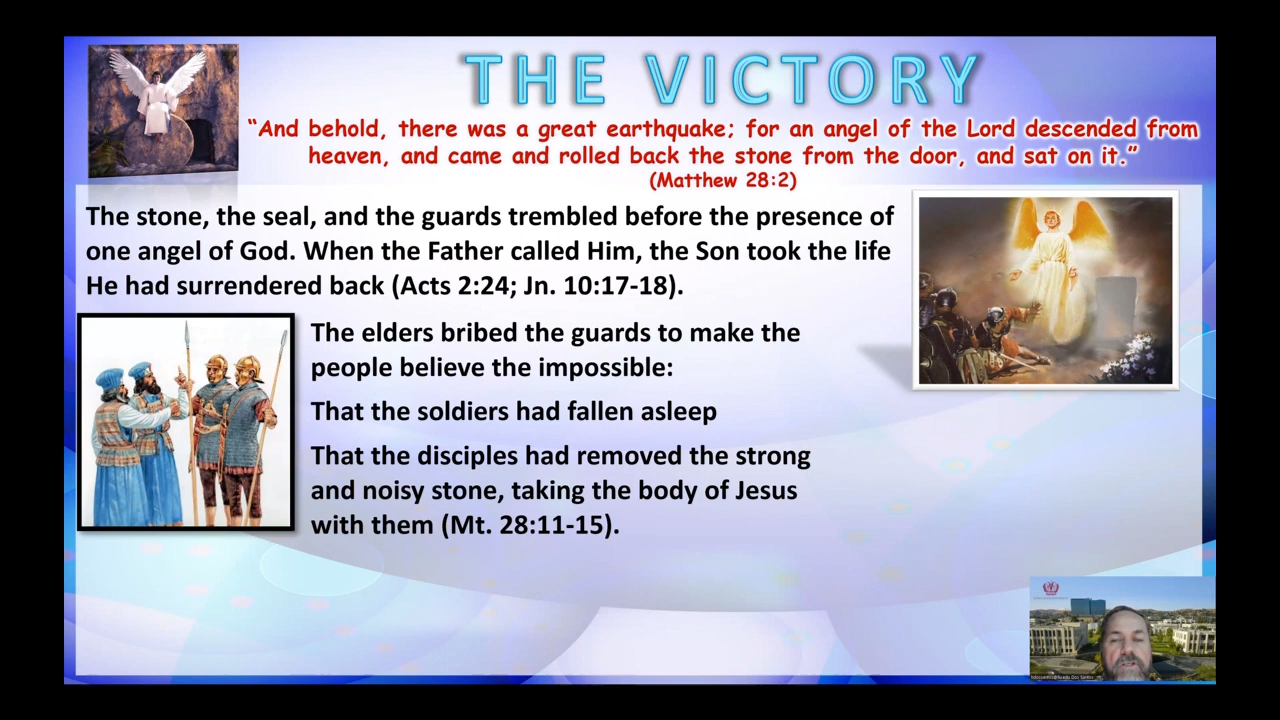 THE VICTORY
“And behold, there was a great earthquake; for an angel of the Lord descended from
heaven, and came and rolled back the stone from the door, and sat on it.”
(Matthew 28:2)
The stone, the seal, and the guards trembled before the presence of
one angel of God. When the Father called Him, the Son took the life
He had surrendered back (Acts 2:24; Jn. 10:17-18).
The elders bribed the guards to make the
people believe the impossible:
That the soldiers had fallen asleep
That the disciples had removed the strong
and noisy stone, taking the body of Jesus
with them (Mt. 28:11-15).